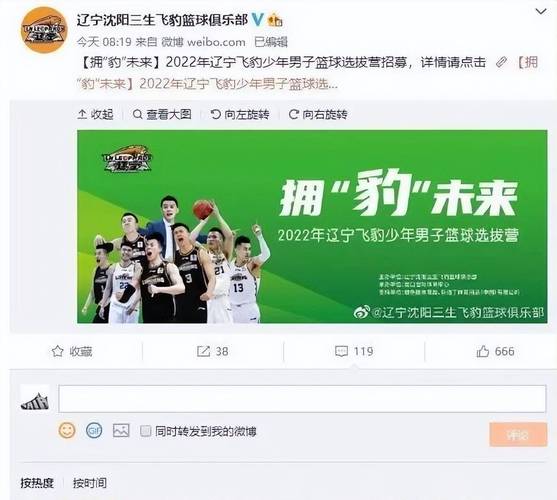 辽宁沈阳三生飞豹篮球俱乐部
今天 08:19 来自 微博 weibo.com 已编辑
【拥“豹”未来】2022年辽宁飞豹少年男子篮球选拔营招募，详情请点击 【拥
“豹”未来】2022年辽宁飞豹少年男子篮球选...
收起 查看大图 向左旋转 向右旋转
拥“豹”未来
2022年辽宁飞豹少年男子篮球选拔营
@辽宁沈阳三生飞豹篮球俱乐部
收藏 38 119 666
GIF
同时转发到我的微博
评论
按热度 按时间